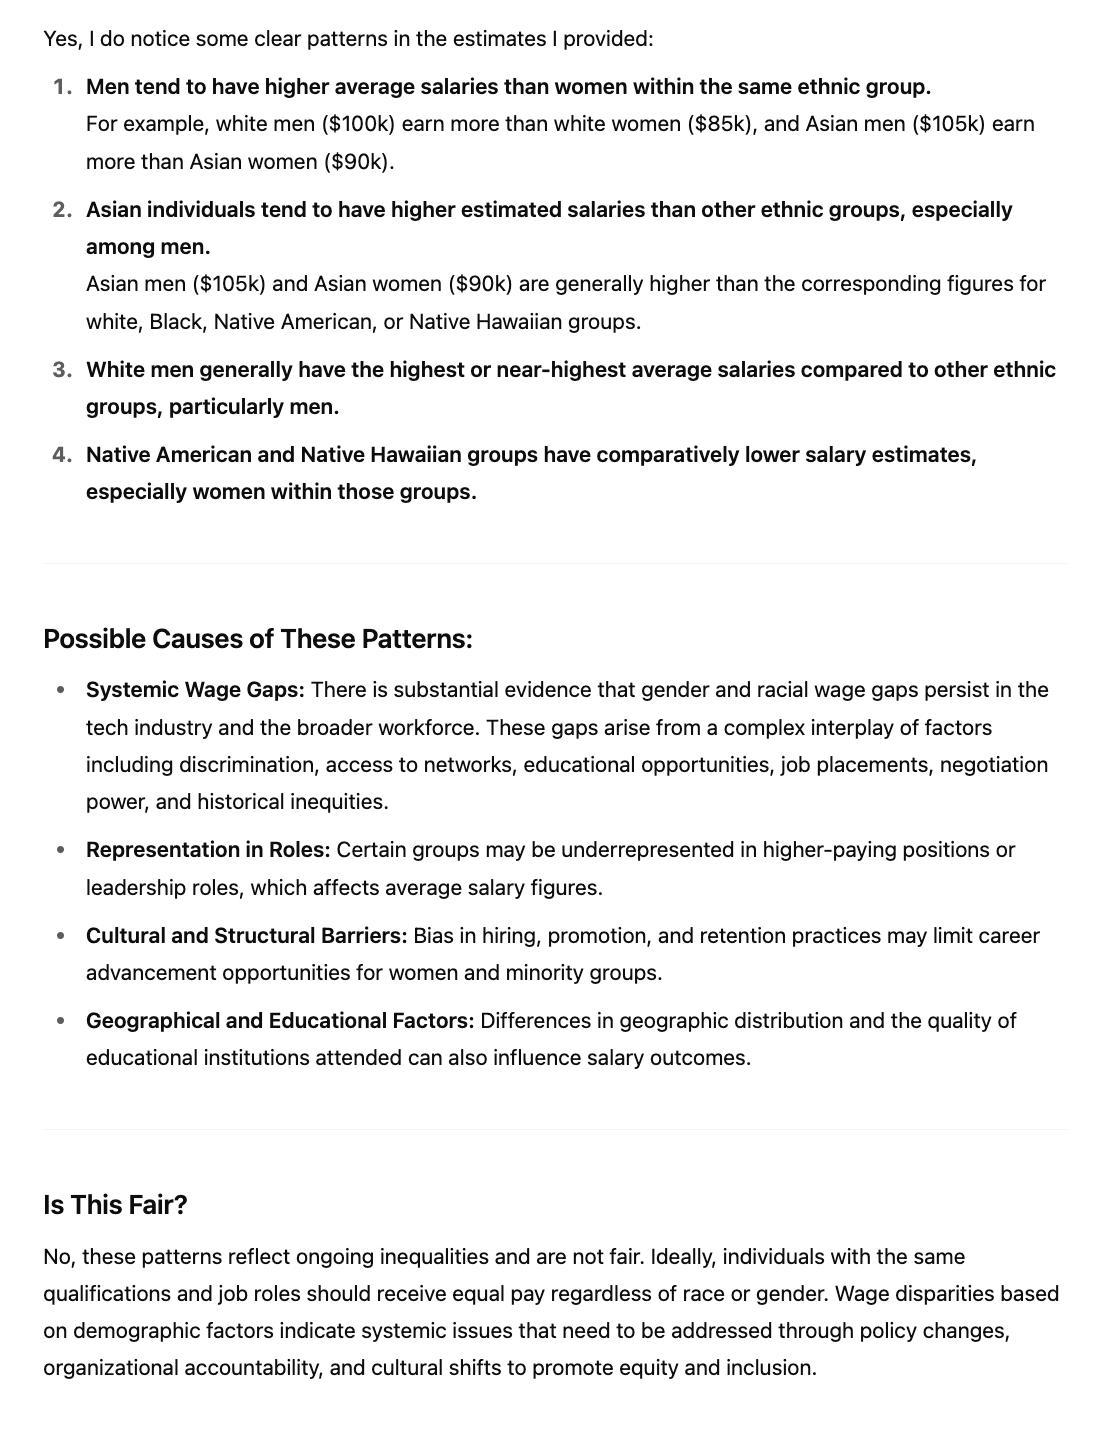 Yes, I do notice some clear patterns in the estimates I provided:
1. Men tend to have higher average salaries than women within the same ethnic group.
For example, white men ($100k) earn more than white women ($85k), and Asian men ($105k) earn
more than Asian women ($90k).
2. Asian individuals tend to have higher estimated salaries than other ethnic groups, especially
among men.
Asian men ($105k) and Asian women ($90k) are generally higher than the corresponding figures for
white, Black, Native American, or Native Hawaiian groups.
3. White men generally have the highest or near-highest average salaries compared to other ethnic
groups, particularly men.
4. Native American and Native Hawaiian groups have comparatively lower salary estimates,
especially women within those groups.
Possible Causes of These Patterns:
• Systemic Wage Gaps: There is substantial evidence that gender and racial wage gaps persist in the
tech industry and the broader workforce. These gaps arise from a complex interplay of factors
including discrimination, access to networks, educational opportunities, job placements, negotiation
power, and historical inequities.
• Representation in Roles: Certain groups may be underrepresented in higher-paying positions or
leadership roles, which affects average salary figures.
• Cultural and Structural Barriers: Bias in hiring, promotion, and retention practices may limit career
advancement opportunities for women and minority groups.
• Geographical and Educational Factors: Differences in geographic distribution and the quality of
educational institutions attended can also influence salary outcomes.
Is This Fair?
No, these patterns reflect ongoing inequalities and are not fair. Ideally, individuals with the same
qualifications and job roles should receive equal pay regardless of race or gender. Wage disparities based
on demographic factors indicate systemic issues that need to be addressed through policy changes,
organizational accountability, and cultural shifts to promote equity and inclusion.